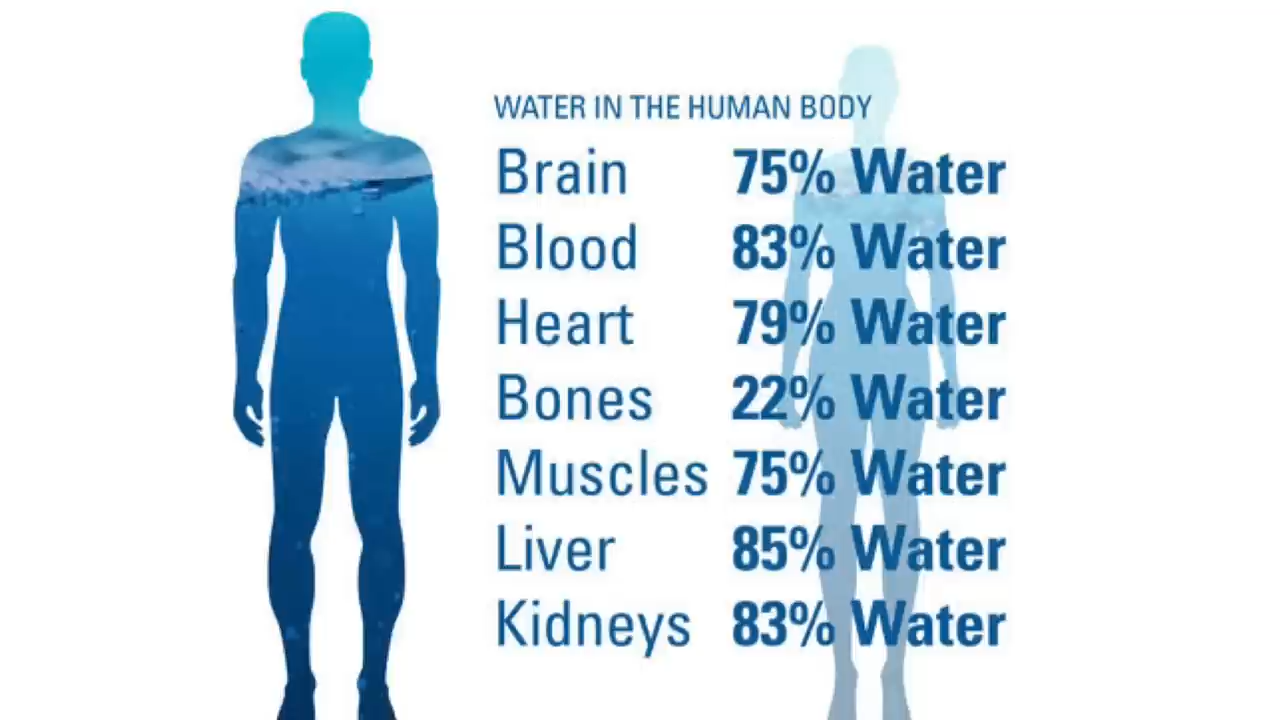 WATER IN THE HUMAN BODY
Brain 75% Water
Blood 83% Water
Heart 79% Water
Bones 22% Water
Muscles 75% Water
Liver 85% Water
Kidneys 83% Water